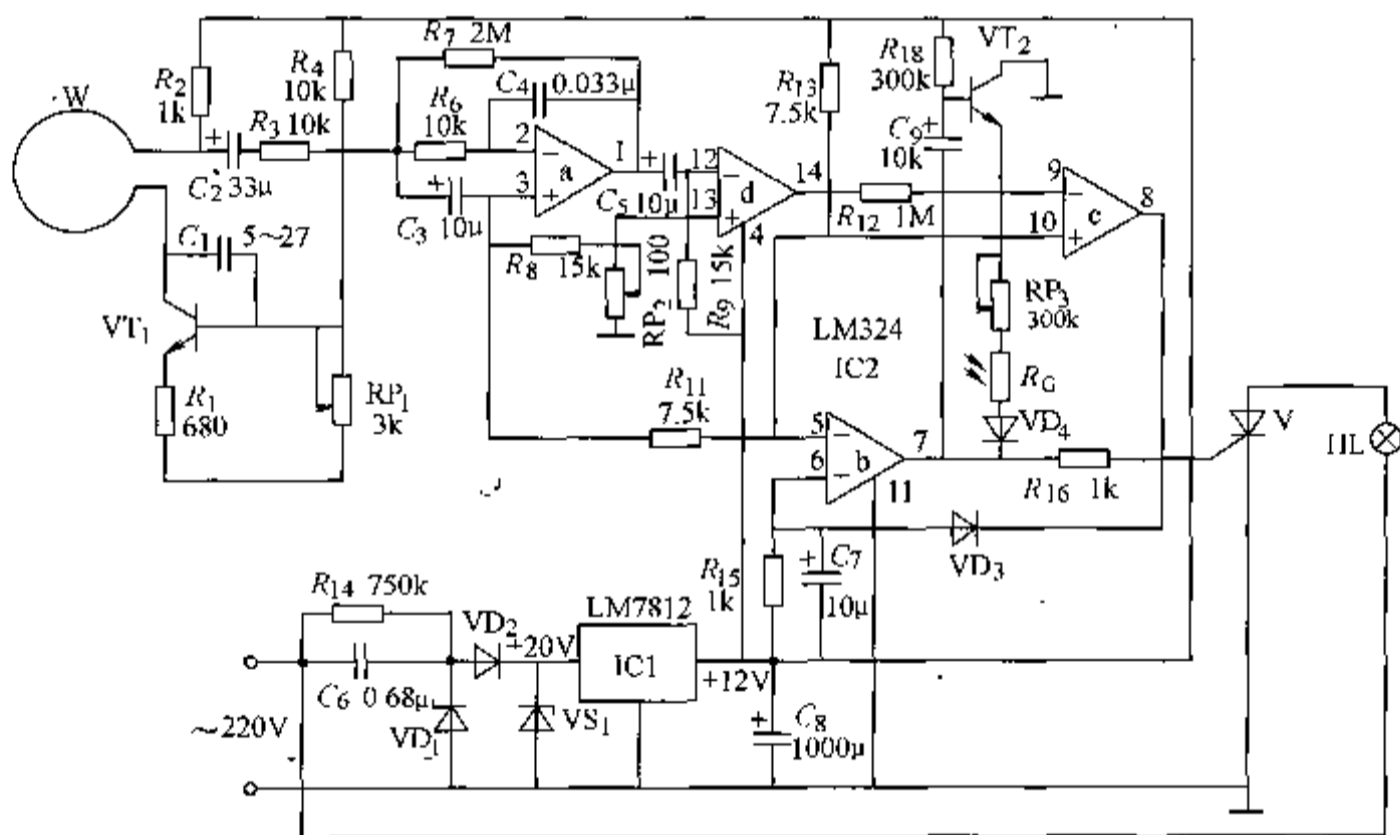 R7 2M
W
R2
1k
R4
10k
R3 10k
C2 33μ
R6
10k
C4 0.033μ
2
3
a
1
C3 10μ
R8 15k
C5 10μ
12
13
d
14
4
RP2 100
R9 15k
R13
7.5k
R12 1M
R18
300k
VT2
C9
10k
9
10
c
8
C1 5~27
VT1
R1
680
RP1
3k
LM324
IC2
RP3
300k
RG
VD4
R11
7.5k
5
6
b
7
11
R16 1k
V
HL
R15
1k
C7
10μ
VD3
R14 750k
VD2
+20V
LM7812
IC1
+12V
C6 0 68μ
VD1
VS1
C8
1000μ
~220V